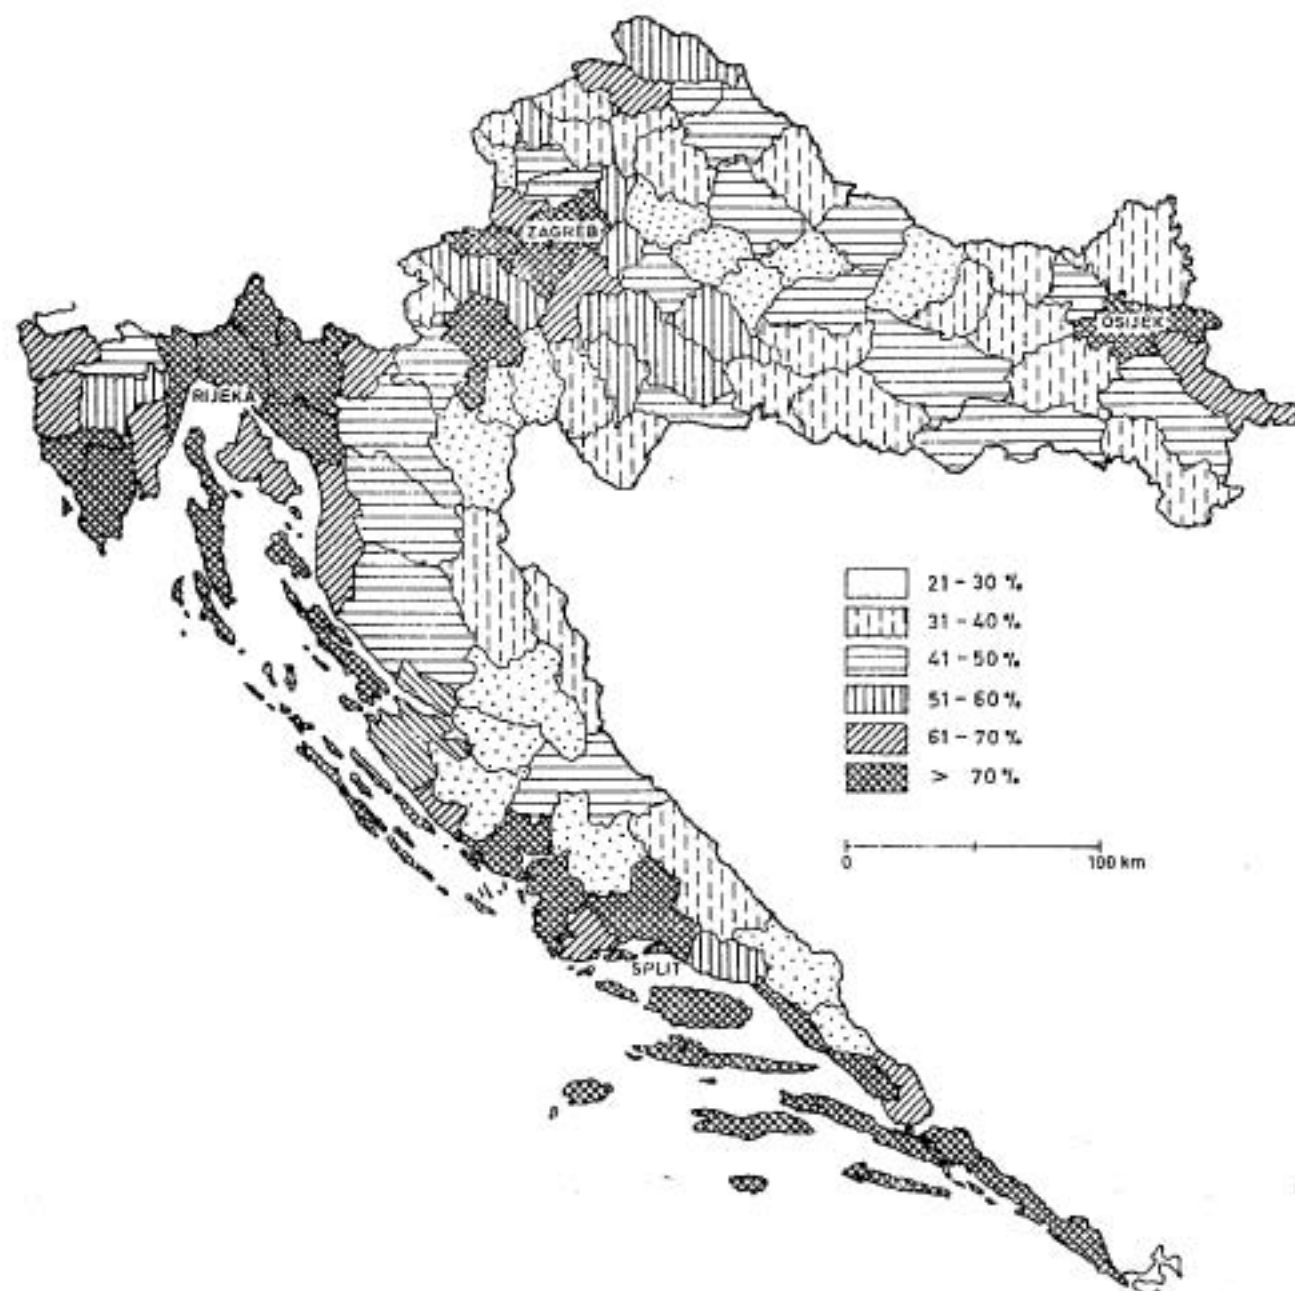 ZAGREB
OSIJEK
RIJEKA
21 - 30 %
31 - 40 %
41 - 50 %
51 - 60 %
61 - 70 %
> 70 %
0 100 km
SPLIT